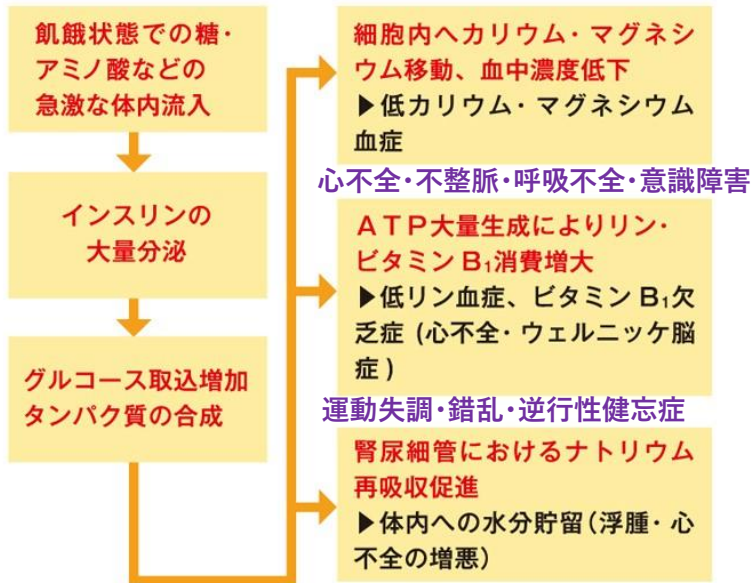 飢餓状態での糖・
アミノ酸などの
急激な体内流入
インスリンの
大量分泌
グルコース取込増加
タンパク質の合成
細胞内へカリウム・マグネシ
ウム移動、血中濃度低下
▶低カリウム・マグネシウム
血症
心不全・不整脈・呼吸不全・意識障害
ATP大量生成によりリン・
ビタミンB₁消費増大
▶低リン血症、ビタミンB₁欠
乏症(心不全・ウェルニッケ脳
症)
運動失調・錯乱・逆行性健忘症
腎尿細管におけるナトリウム
再吸収促進
▶体内への水分貯留(浮腫・心
不全の増悪)